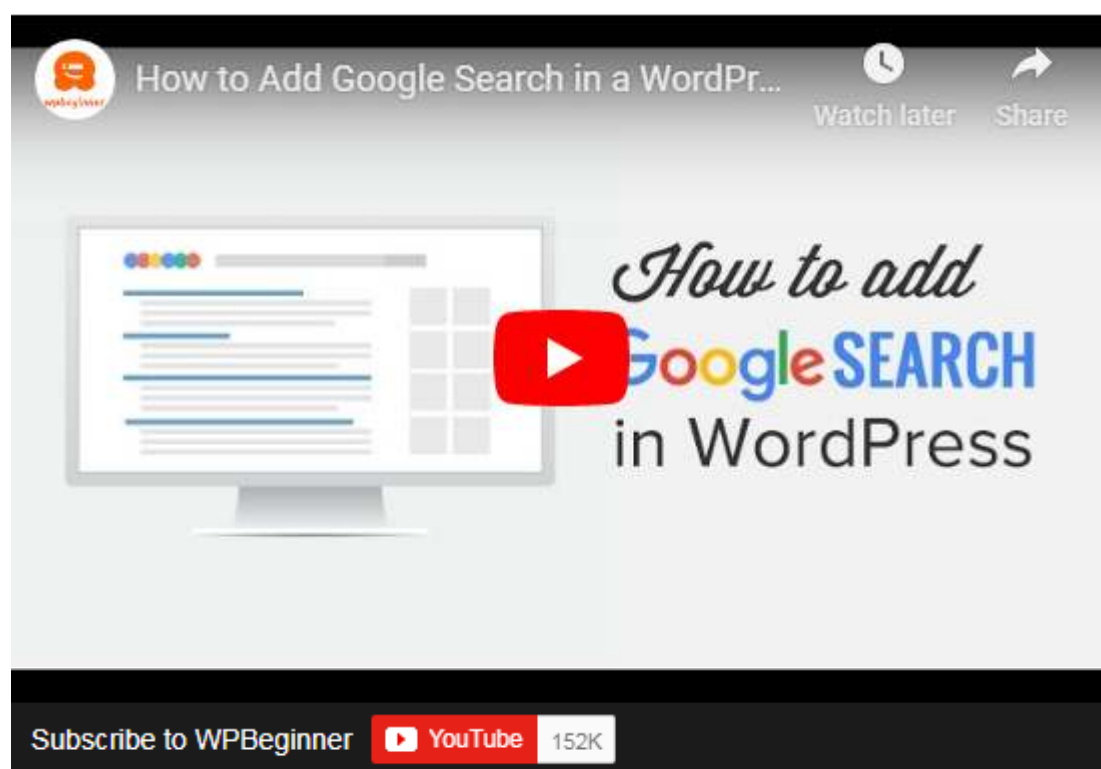 wpbeginner
How to Add Google Search in a WordPr...
Watch later
Share
How to add
Google SEARCH
in WordPress
Subscribe to WPBeginner
YouTube
152K